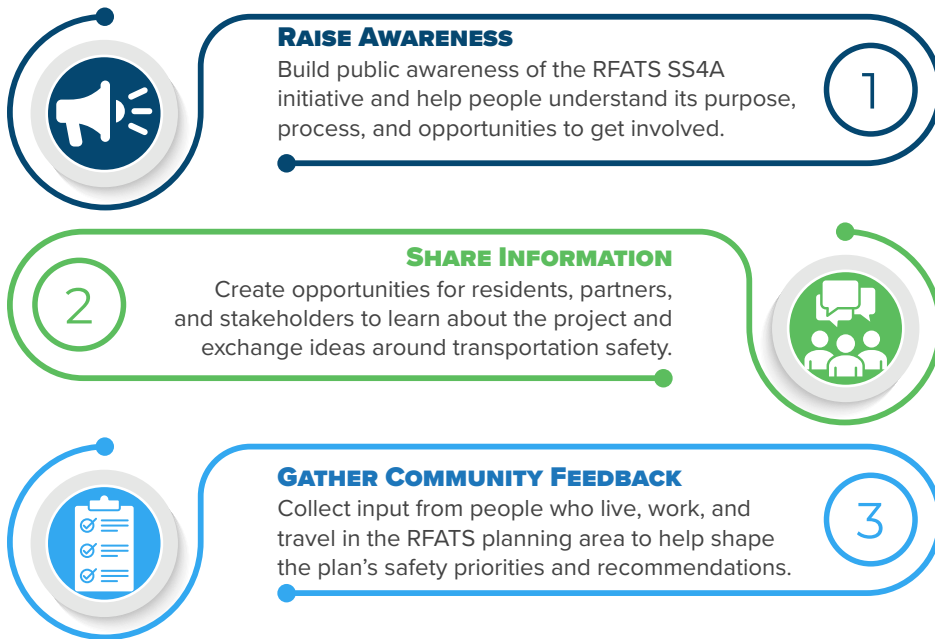 RAISE AWARENESS
Build public awareness of the RFATS SS4A
initiative and help people understand its purpose,
process, and opportunities to get involved.
1
SHARE INFORMATION
2
Create opportunities for residents, partners,
and stakeholders to learn about the project and
exchange ideas around transportation safety.
GATHER COMMUNITY FEEDBACK
Collect input from people who live, work, and
travel in the RFATS planning area to help shape
the plan’s safety priorities and recommendations.
3